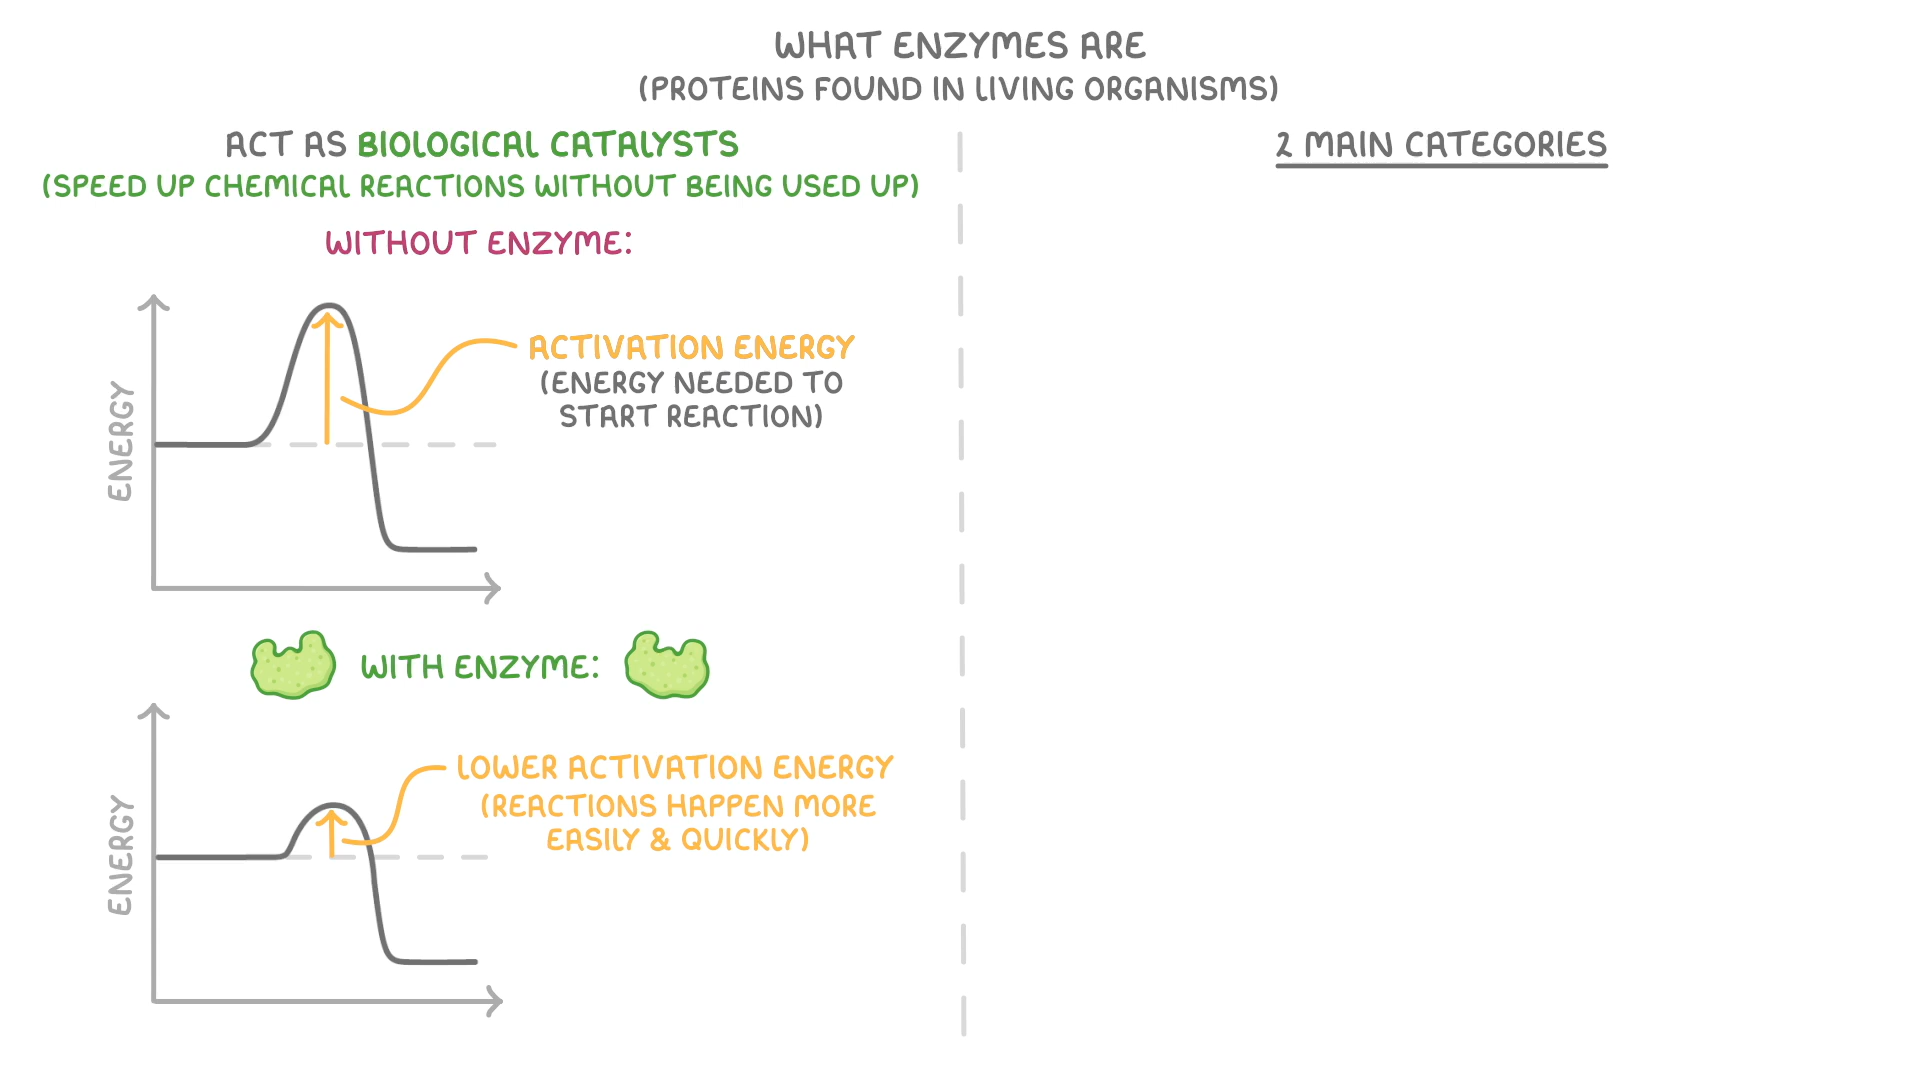 WHAT ENZYMES ARE
(PROTEINS FOUND IN LIVING ORGANISMS)
ACT AS BIOLOGICAL CATALYSTS
(SPEED UP CHEMICAL REACTIONS WITHOUT BEING USED UP)
WITHOUT ENZYME:
ENERGY
ACTIVATION ENERGY
(ENERGY NEEDED TO
START REACTION)
WITH ENZYME:
ENERGY
LOWER ACTIVATION ENERGY
(REACTIONS HAPPEN MORE
EASILY & QUICKLY)
2 MAIN CATEGORIES